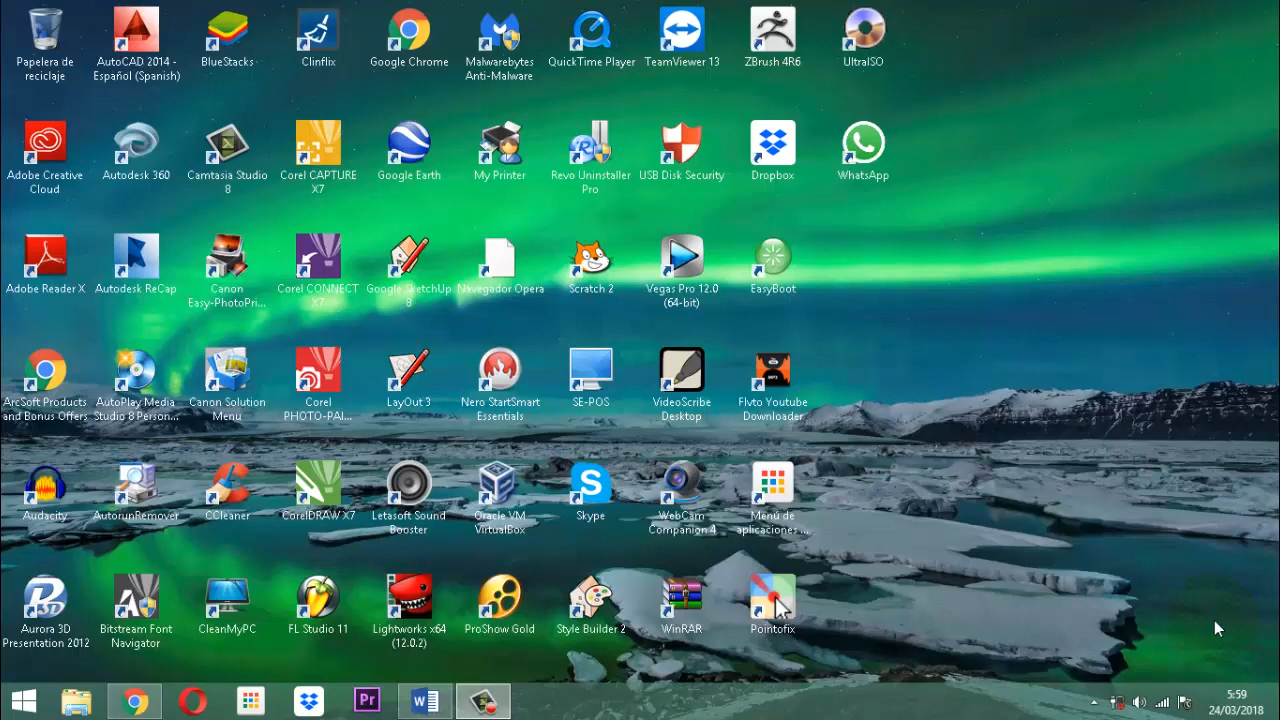 Papelera de
reciclaje
AutoCAD 2014 -
Español (Spanish)
BlueStacks
Clinflix
Google Chrome
Malwarebytes
Anti-Malware
QuickTime Player
TeamViewer 13
ZBrush 4R6
UltraISO
Adobe Creative
Cloud
Autodesk 360
Camtasia Studio
8
Corel CAPTURE
X7
Google Earth
My Printer
Revo Uninstaller
Pro
USB Disk Security
Dropbox
WhatsApp
Adobe Reader X
Autodesk ReCap
Canon
Easy-PhotoPri...
Corel CONNECT
X7
Google SketchUp
8
Navegador Opera
Scratch 2
Vegas Pro 12.0
(64-bit)
EasyBoot
ArcSoft Products
and Bonus Offers
AutoPlay Media
Studio 8 Person...
Canon Solution
Menu
Corel
PHOTO-PAI...
LayOut 3
Nero StartSmart
Essentials
SE-POS
VideoScribe
Desktop
MP3
Flvto Youtube
Downloader
Audacity
AutorunRemover
CCleaner
CorelDRAW X7
Letasoft Sound
Booster
Oracle VM
VirtualBox
Skype
WebCam
Companion 4
Menú de
aplicaciones ...
Aurora 3D
Presentation 2012
Bitstream Font
Navigator
CleanMyPC
FL Studio 11
Lightworks x64
(12.0.2)
ProShow Gold
Style Builder 2
WinRAR
Pointofix
Pr
5:59
24/03/2018